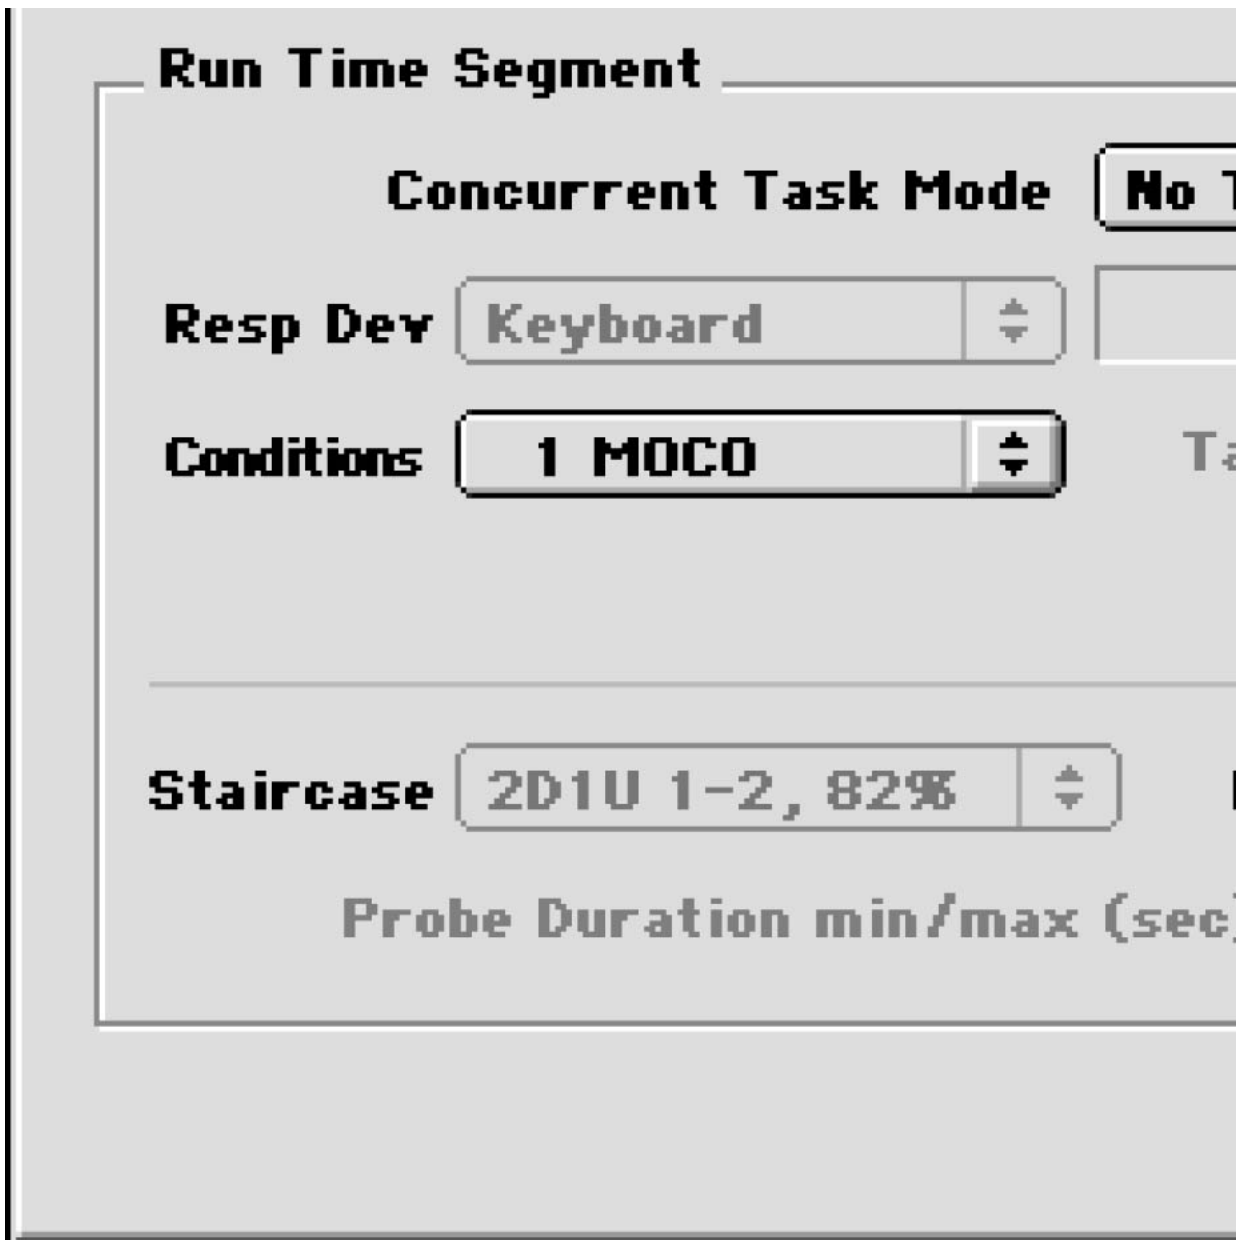 Run Time Segment
Concurrent Task Mode No
Resp Dev Keyboard
Conditions 1 MOCO
Staircase 2D1U 1-2, 82%
Probe Duration min/max (sec)